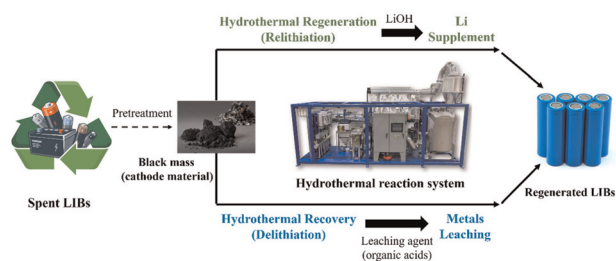 Hydrothermal Regeneration
(Relithiation)
LiOH
Li
Supplement
Pretreatment
Black mass
(cathode material)
Spent LIBs
Hydrothermal reaction system
Regenerated LIBs
Hydrothermal Recovery
(Delithiation)
Leaching agent
(organic acids)
Metals
Leaching